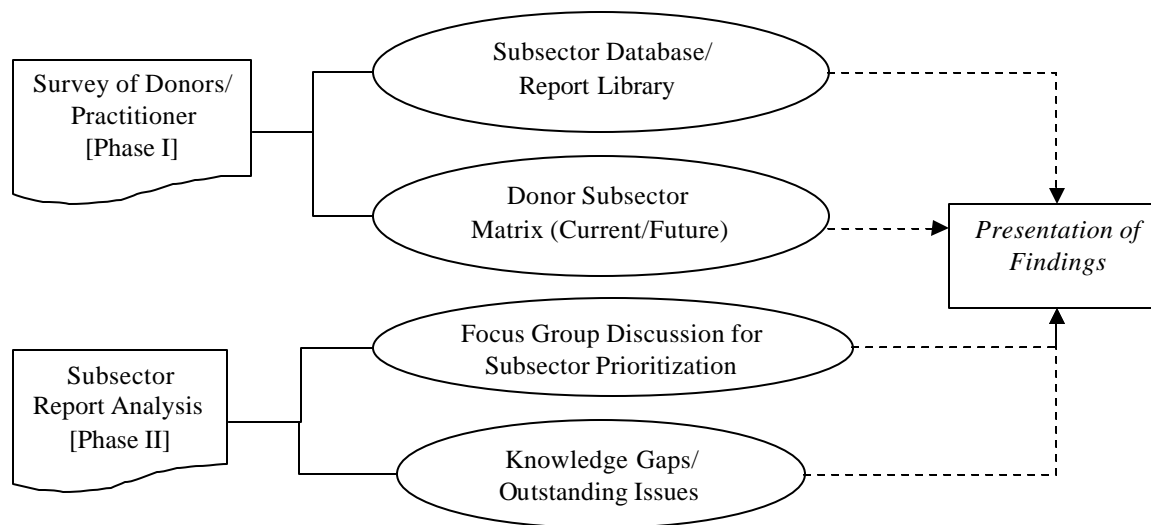 Survey of Donors/
Practitioner
[Phase I]
Subsector Database/
Report Library
Donor Subsector
Matrix (Current/Future)
Presentation of
Findings
Subsector
Report Analysis
[Phase II]
Focus Group Discussion for
Subsector Prioritization
Knowledge Gaps/
Outstanding Issues